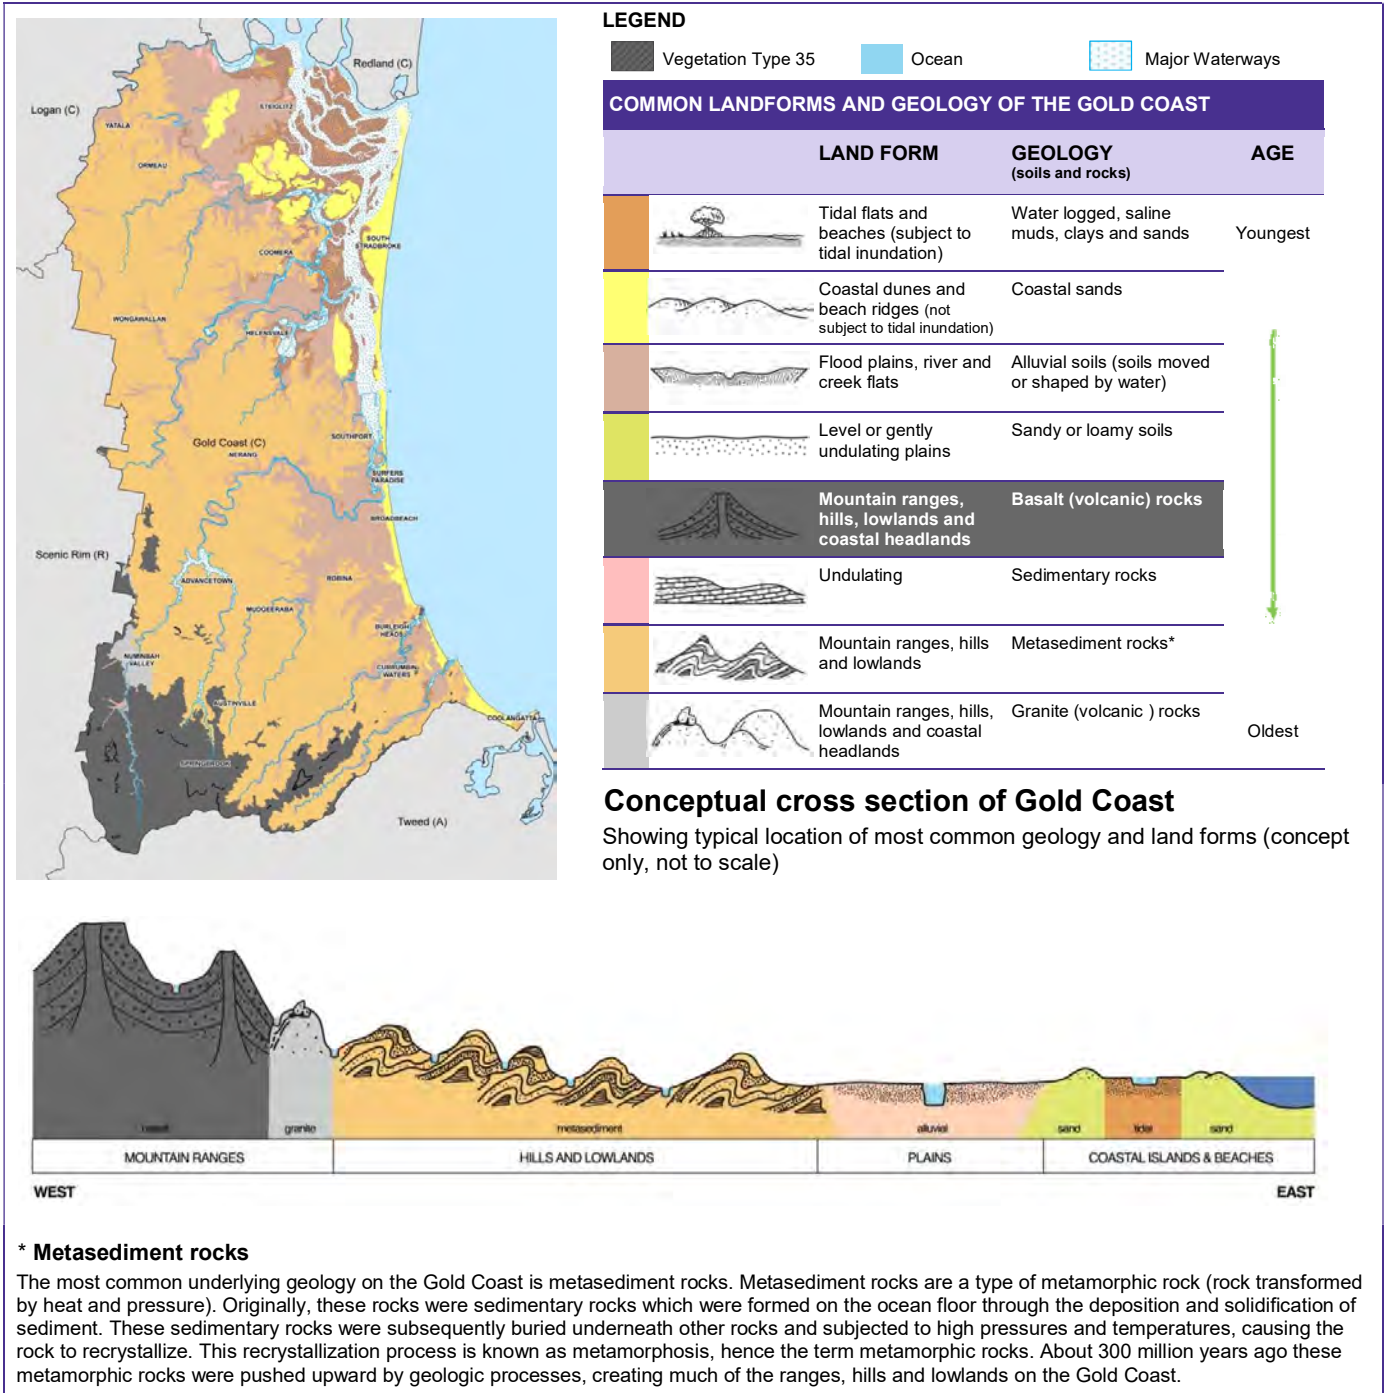 LEGEND
Vegetation Type 35
Ocean
Major Waterways
COMMON LANDFORMS AND GEOLOGY OF THE GOLD COAST
LAND FORM
GEOLOGY
(soils and rocks)
AGE
Tidal flats and
beaches (subject to
tidal inundation)
Water logged, saline
muds, clays and sands
Youngest
Coastal dunes and
beach ridges (not
subject to tidal inundation)
Coastal sands
Flood plains, river and
creek flats
Alluvial soils (soils moved
or shaped by water)
Level or gently
undulating plains
Sandy or loamy soils
Mountain ranges,
hills, lowlands and
coastal headlands
Basalt (volcanic) rocks
Undulating
Sedimentary rocks
Mountain ranges, hills
and lowlands
Metasediment rocks*
Mountain ranges, hills,
lowlands and coastal
headlands
Granite (volcanic ) rocks
Oldest
Redland (C)
Logan (C)
STEIGLITZ
YATALA
ORMEAU
SOUTH
STRADBROKE
COOMERA
WONGAWALLAN
HELENSVALE
Gold Coast (C)
NERANG
SOUTHPORT
SURFERS
PARADISE
BROADBEACH
Scenic Rim (R)
ADVANCETOWN
ROBINA
MUDGEERABA
BURLEIGH
HEADS
NUMINBAH
VALLEY
CURRUMBIN
WATERS
AUSTINVILLE
COOLANGATTA
SPRINGBROOK
Tweed (A)
Conceptual cross section of Gold Coast
Showing typical location of most common geology and land forms (concept
only, not to scale)
basalt
granite
metasediment
alluvial
sand
tidal
sand
MOUNTAIN RANGES
HILLS AND LOWLANDS
PLAINS
COASTAL ISLANDS & BEACHES
WEST
EAST
* Metasediment rocks
The most common underlying geology on the Gold Coast is metasediment rocks. Metasediment rocks are a type of metamorphic rock (rock transformed
by heat and pressure). Originally, these rocks were sedimentary rocks which were formed on the ocean floor through the deposition and solidification of
sediment. These sedimentary rocks were subsequently buried underneath other rocks and subjected to high pressures and temperatures, causing the
rock to recrystallize. This recrystallization process is known as metamorphosis, hence the term metamorphic rocks. About 300 million years ago these
metamorphic rocks were pushed upward by geologic processes, creating much of the ranges, hills and lowlands on the Gold Coast.